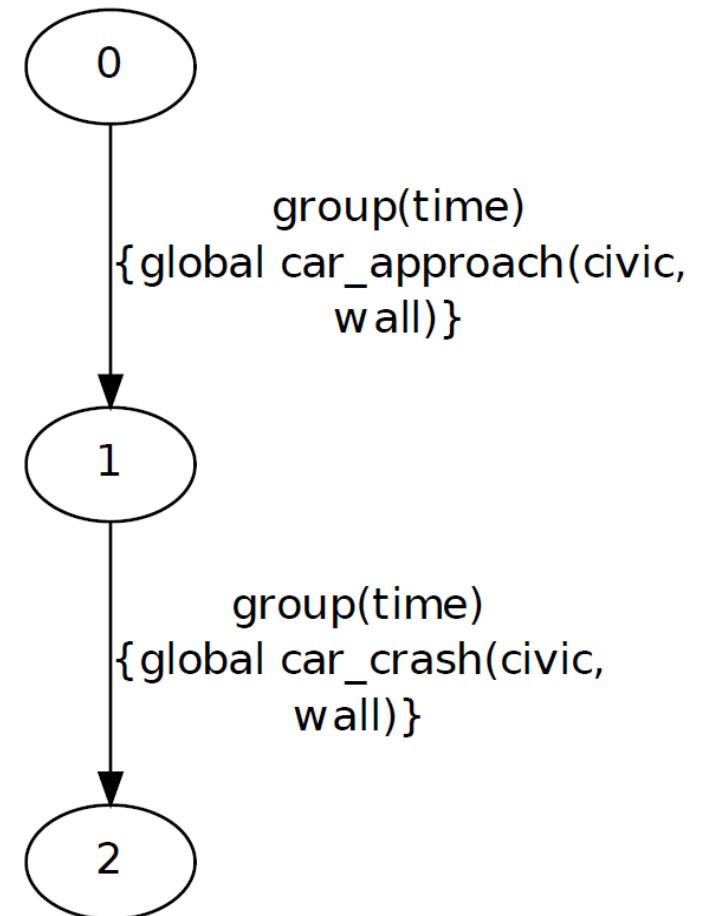 0
group(time)
{global car_approach(civic,
wall)}
1
group(time)
{global car_crash(civic,
wall)}
2